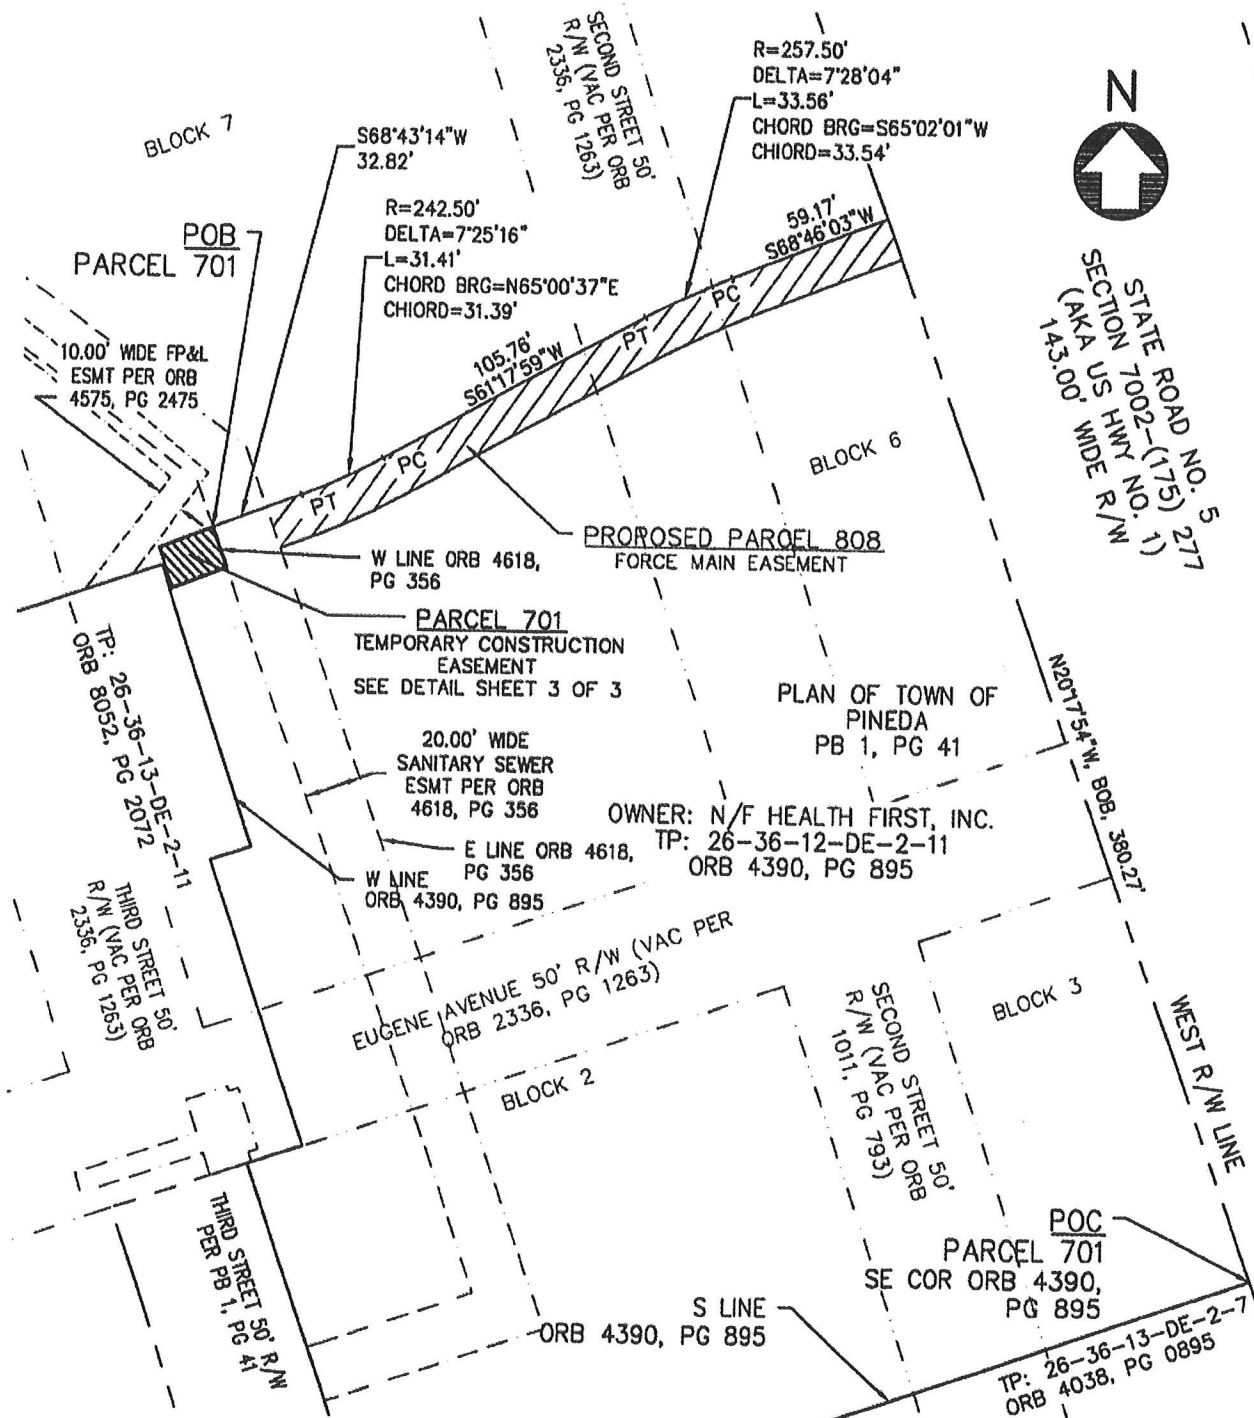 BLOCK 7
S68°43'14"W
32.82'
SECOND STREET 50'
R/W (VAC PER ORB
2336, PG 1263)
R=257.50'
DELTA=7°28'04"
L=33.56'
CHORD BRG=S65°02'01"W
CHIORD=33.54'
N
POB
PARCEL 701
R=242.50'
DELTA=7°25'16"
L=31.41'
CHORD BRG=N65°00'37"E
CHIORD=31.39'
59.17'
S68°46'03"W
STATE ROAD NO. 5
SECTION 7002-(175) 277
(AKA US HWY NO. 1)
143.00' WIDE R/W
10.00' WIDE FP&L
ESMT PER ORB
4575, PG 2475
105.76'
S61°17'59"W
PC
PT
PC
PT
BLOCK 6
PROPOSED PARCEL 808
FORCE MAIN EASEMENT
W LINE ORB 4618,
PG 356
PARCEL 701
TEMPORARY CONSTRUCTION
EASEMENT
SEE DETAIL SHEET 3 OF 3
TP: 26-36-13-DE-2-11
ORB 8052, PG 2072
PLAN OF TOWN OF
PINEDA
PB 1, PG 41
N20°17'54"W, BOB, 380.27'
20.00' WIDE
SANITARY SEWER
ESMT PER ORB
4618, PG 356
OWNER: N/F HEALTH FIRST, INC.
TP: 26-36-12-DE-2-11
ORB 4390, PG 895
E LINE ORB 4618,
PG 356
W LINE
ORB 4390, PG 895
THIRD STREET 50'
R/W (VAC PER ORB
2336, PG 1263)
EUGENE AVENUE 50' R/W (VAC PER
ORB 2336, PG 1263)
BLOCK 2
SECOND STREET 50'
R/W (VAC PER ORB
1011, PG 793)
BLOCK 3
WEST R/W LINE
THIRD STREET 50' R/W
PER PB 1, PG 41
POC
PARCEL 701
SE COR ORB 4390,
PG 895
S LINE
ORB 4390, PG 895
TP: 26-36-13-DE-2-7
ORB 4038, PG 0895